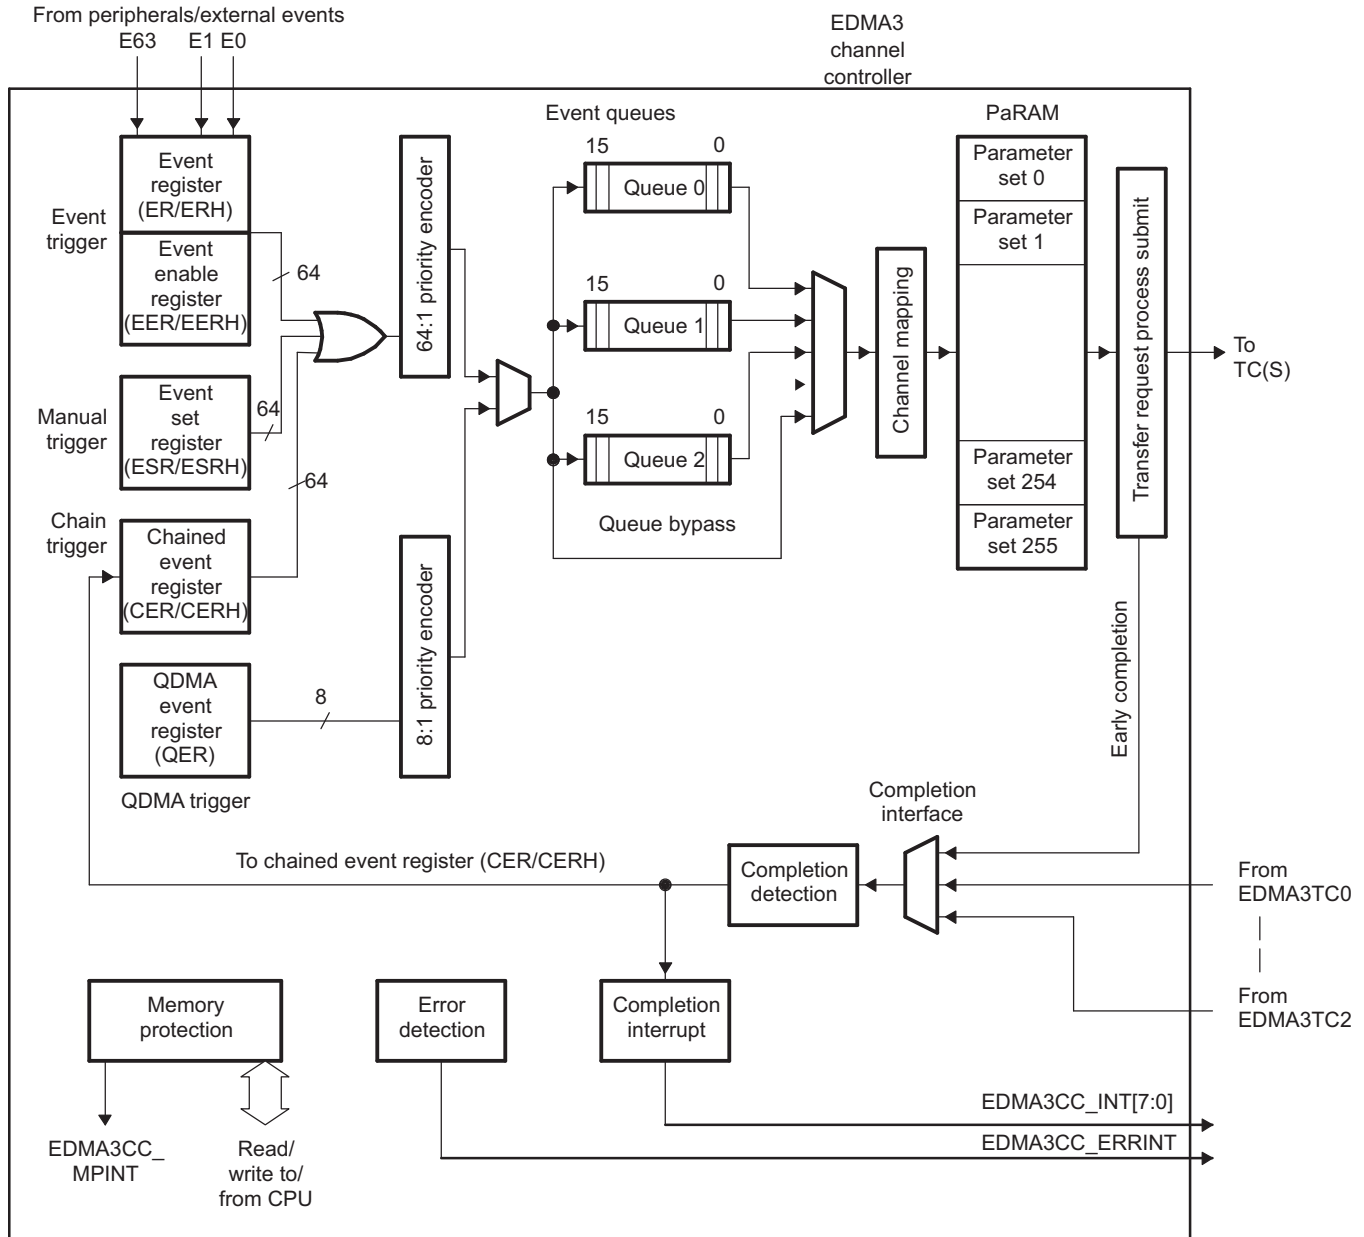 From peripherals/external events
E63 E1 E0
EDMA3
channel
controller
Event
register
(ER/ERH)
Event
trigger
Event
enable
register
(EER/EERH)
64
Manual
trigger
Event
set
register
(ESR/ESRH)
64
64
Chain
trigger
Chained
event
register
(CER/CERH)
QDMA
event
register
(QER)
8
QDMA trigger
64:1 priority encoder
8:1 priority encoder
Event queues
15 0
Queue 0
15 0
Queue 1
15 0
Queue 2
Queue bypass
Channel mapping
PaRAM
Parameter
set 0
Parameter
set 1
Parameter
set 254
Parameter
set 255
Transfer request process submit
To
TC(S)
Early completion
Completion
interface
To chained event register (CER/CERH)
Completion
detection
From
EDMA3TC0
From
EDMA3TC2
Memory
protection
Error
detection
Completion
interrupt
EDMA3CC_
MPINT
Read/
write to/
from CPU
EDMA3CC_INT[7:0]
EDMA3CC_ERRINT